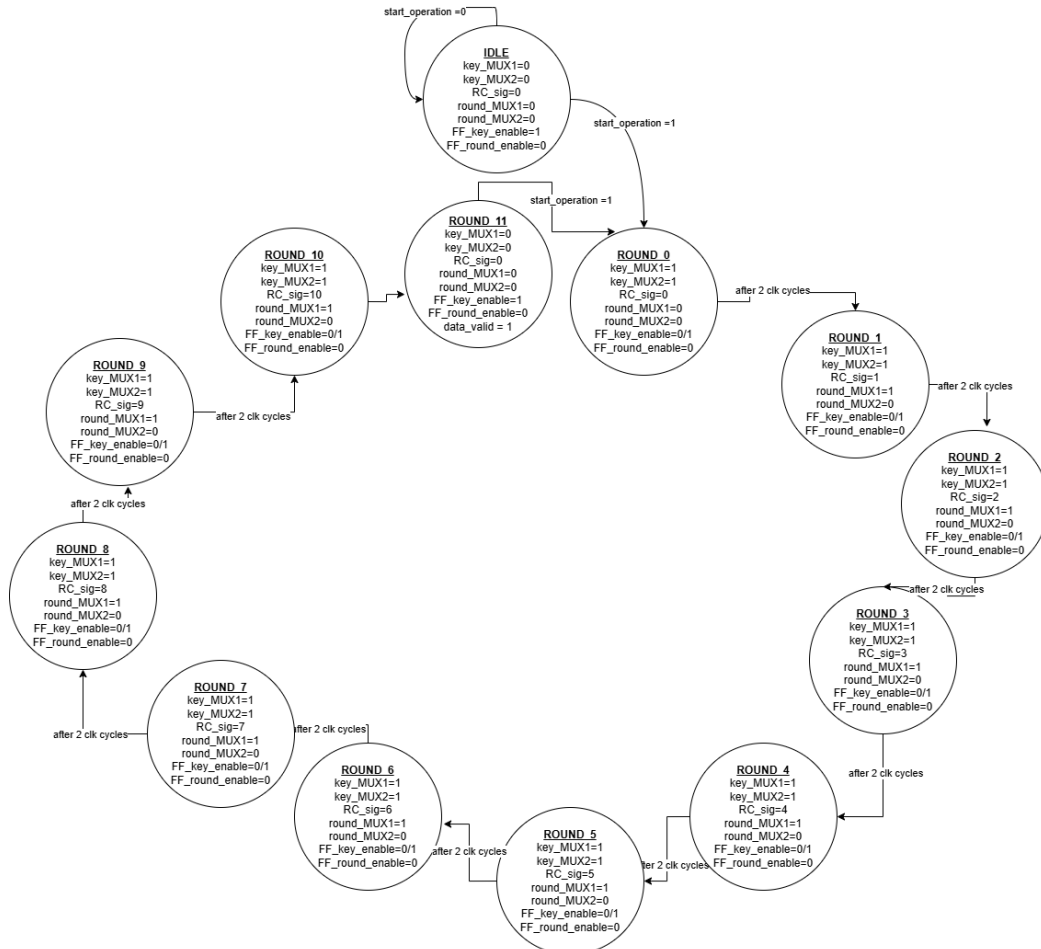 start_operation =0
IDLE
key_MUX1=0
key_MUX2=0
RC_sig=0
round_MUX1=0
round_MUX2=0
FF_key_enable=1
FF_round_enable=0
start_operation =1
start_operation =1
ROUND_11
key_MUX1=0
key_MUX2=0
RC_sig=0
round_MUX1=0
round_MUX2=0
FF_key_enable=1
FF_round_enable=0
data_valid = 1
ROUND_0
key_MUX1=1
key_MUX2=1
RC_sig=0
round_MUX1=0
round_MUX2=0
FF_key_enable=0/1
FF_round_enable=0
after 2 clk cycles
ROUND_1
key_MUX1=1
key_MUX2=1
RC_sig=1
round_MUX1=1
round_MUX2=0
FF_key_enable=0/1
FF_round_enable=0
after 2 clk cycles
ROUND_2
key_MUX1=1
key_MUX2=1
RC_sig=2
round_MUX1=1
round_MUX2=0
FF_key_enable=0/1
FF_round_enable=0
after 2 clk cycles
ROUND_3
key_MUX1=1
key_MUX2=1
RC_sig=3
round_MUX1=1
round_MUX2=0
FF_key_enable=0/1
FF_round_enable=0
after 2 clk cycles
ROUND_4
key_MUX1=1
key_MUX2=1
RC_sig=4
round_MUX1=1
round_MUX2=0
FF_key_enable=0/1
FF_round_enable=0
after 2 clk cycles
ROUND_5
key_MUX1=1
key_MUX2=1
RC_sig=5
round_MUX1=1
round_MUX2=0
FF_key_enable=0/1
FF_round_enable=0
after 2 clk cycles
ROUND_6
key_MUX1=1
key_MUX2=1
RC_sig=6
round_MUX1=1
round_MUX2=0
FF_key_enable=0/1
FF_round_enable=0
after 2 clk cycles
ROUND_7
key_MUX1=1
key_MUX2=1
RC_sig=7
round_MUX1=1
round_MUX2=0
FF_key_enable=0/1
FF_round_enable=0
after 2 clk cycles
ROUND_8
key_MUX1=1
key_MUX2=1
RC_sig=8
round_MUX1=1
round_MUX2=0
FF_key_enable=0/1
FF_round_enable=0
after 2 clk cycles
ROUND_9
key_MUX1=1
key_MUX2=1
RC_sig=9
round_MUX1=1
round_MUX2=0
FF_key_enable=0/1
FF_round_enable=0
after 2 clk cycles
ROUND_10
key_MUX1=1
key_MUX2=1
RC_sig=10
round_MUX1=1
round_MUX2=0
FF_key_enable=0/1
FF_round_enable=0